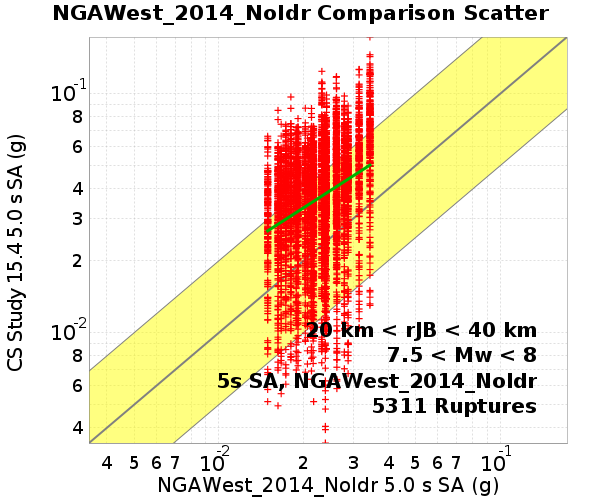 NGAWest_2014_NoIdr Comparison Scatter
CS Study 15.4 5.0 s SA (g)
10-1
8
6
4
3
2
10-2
8
6
4
20 km < rJB < 40 km
7.5 < Mw < 8
5s SA, NGAWest_2014_NoIdr
5311 Ruptures
4 5 6 7 10-2 2 3 4 5 6 7 10-1
NGAWest_2014_NoIdr 5.0 s SA (g)